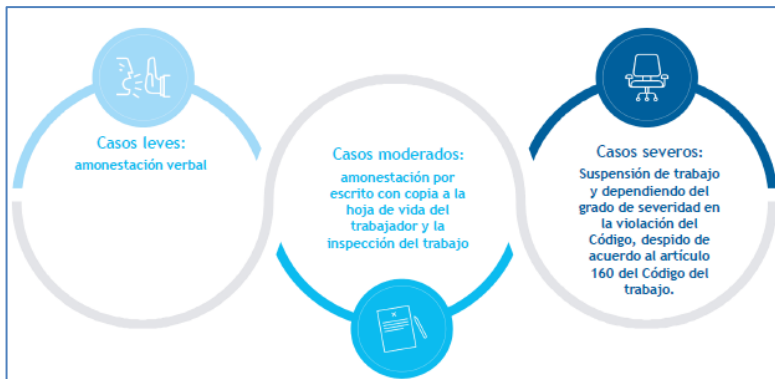 Casos leves:
amonestación verbal
Casos moderados:
amonestación por
escrito con copia a la
hoja de vida del
trabajador y la
inspección del trabajo
Casos severos:
Suspensión de trabajo
y dependiendo del
grado de severidad en
la violación del
Código, despido de
acuerdo al artículo
160 del Código del
trabajo.